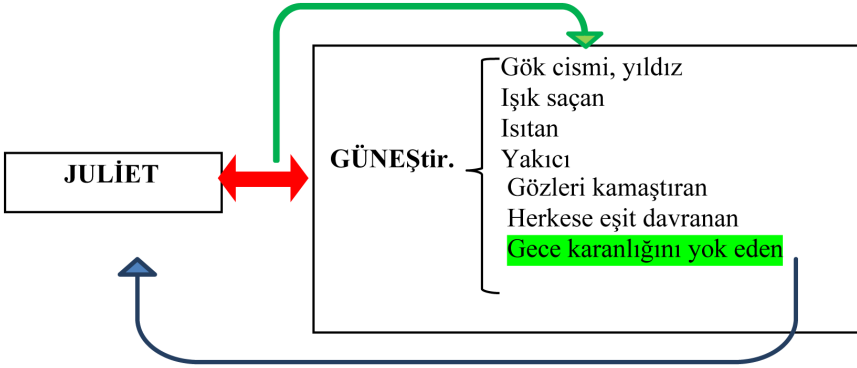 JULİET
GÜNEŞtir.
Gök cismi, yıldız
Işık saçan
Isıtan
Yakıcı
Gözleri kamaştıran
Herkese eşit davranan
Gece karanlığını yok eden